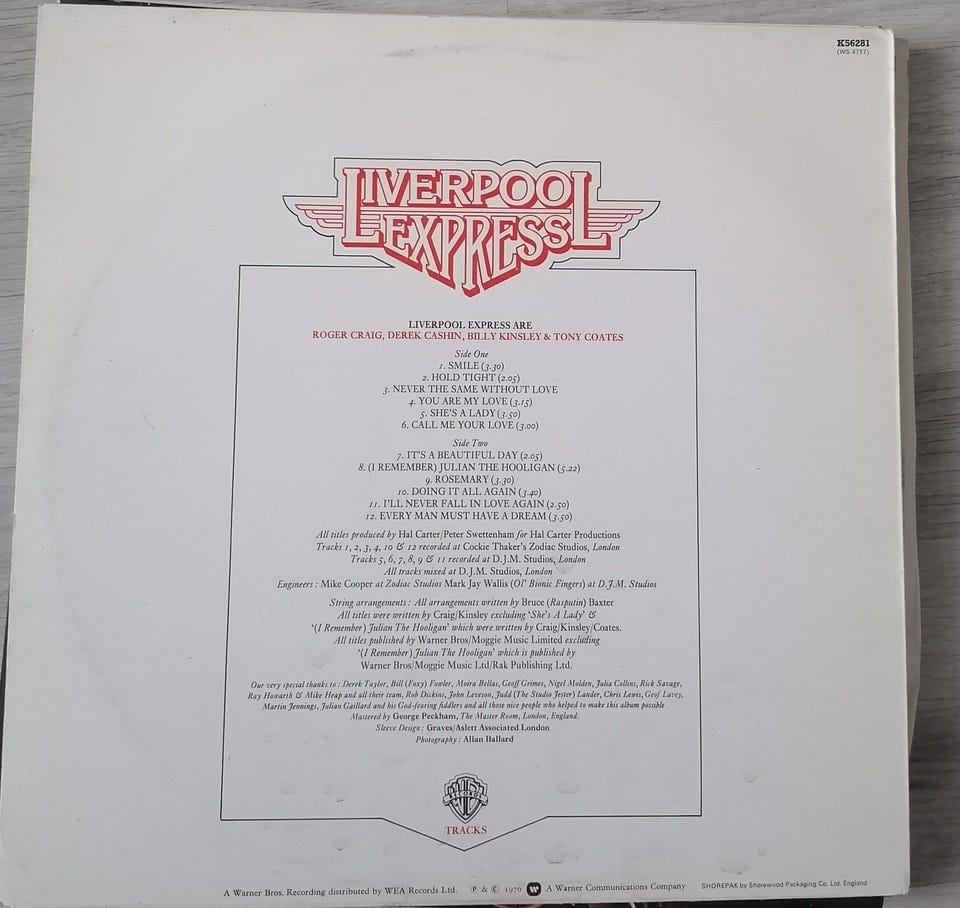 K56281
(WS 4717)
LIVERPOOL
EXPRESS
LIVERPOOL EXPRESS ARE
ROGER CRAIG, DEREK CASHIN, BILLY KINSLEY & TONY COATES
Side One
1. SMILE (3.30)
2. HOLD TIGHT (2.05)
3. NEVER THE SAME WITHOUT LOVE
4. YOU ARE MY LOVE (3.15)
5. SHE'S A LADY (3.50)
6. CALL ME YOUR LOVE (3.00)
Side Two
7. IT'S A BEAUTIFUL DAY (2.05)
8. (I REMEMBER) JULIAN THE HOOLIGAN (5.22)
9. ROSEMARY (3.30)
10. DOING IT ALL AGAIN (3.40)
11. I'LL NEVER FALL IN LOVE AGAIN (2.50)
12. EVERY MAN MUST HAVE A DREAM (3.50)
All titles produced by Hal Carter/Peter Swettenham for Hal Carter Productions
Tracks 1, 2, 3, 4, 10 & 12 recorded at Cockie Thaker's Zodiac Studios, London
Tracks 5, 6, 7, 8, 9 & 11 recorded at D.J.M. Studios, London
All tracks mixed at D.J.M. Studios, London
Engineers: Mike Cooper at Zodiac Studios Mark Jay Wallis (Ol' Bionic Fingers) at D.J.M. Studios
String arrangements: All arrangements written by Bruce (Rasputin) Baxter
All titles were written by Craig/Kinsley excluding 'She's A Lady' &
'(I Remember) Julian The Hooligan' which were written by Craig/Kinsley/Coates.
All titles published by Warner Bros/Moggie Music Limited excluding
'(I Remember) Julian The Hooligan' which is published by
Warner Bros/Moggie Music Ltd/Rak Publishing Ltd.
Our very special thanks to: Derek Taylor, Bill (Foxy) Fowler, Moira Bellas, Geoff Grimes, Nigel Molden, Julia Collins, Rick Savage,
Ray Howarth & Mike Heap and all their team, Rob Dickins, John Leveson, Judd (The Studio Jester) Lander, Chris Lewis, Geof Lavey,
Martin Jennings, Julian Gaillard and his God-fearing fiddlers and all those nice people who helped to make this album possible
Mastered by George Peckham, The Master Room, London, England.
Sleeve Design: Graves/Aslett Associated London
Photography: Allan Ballard
RECORDS
TRACKS
A Warner Bros. Recording distributed by WEA Records Ltd. ℗ & © 1976 A Warner Communications Company SHOREPAK by Shorewood Packaging Co. Ltd. England